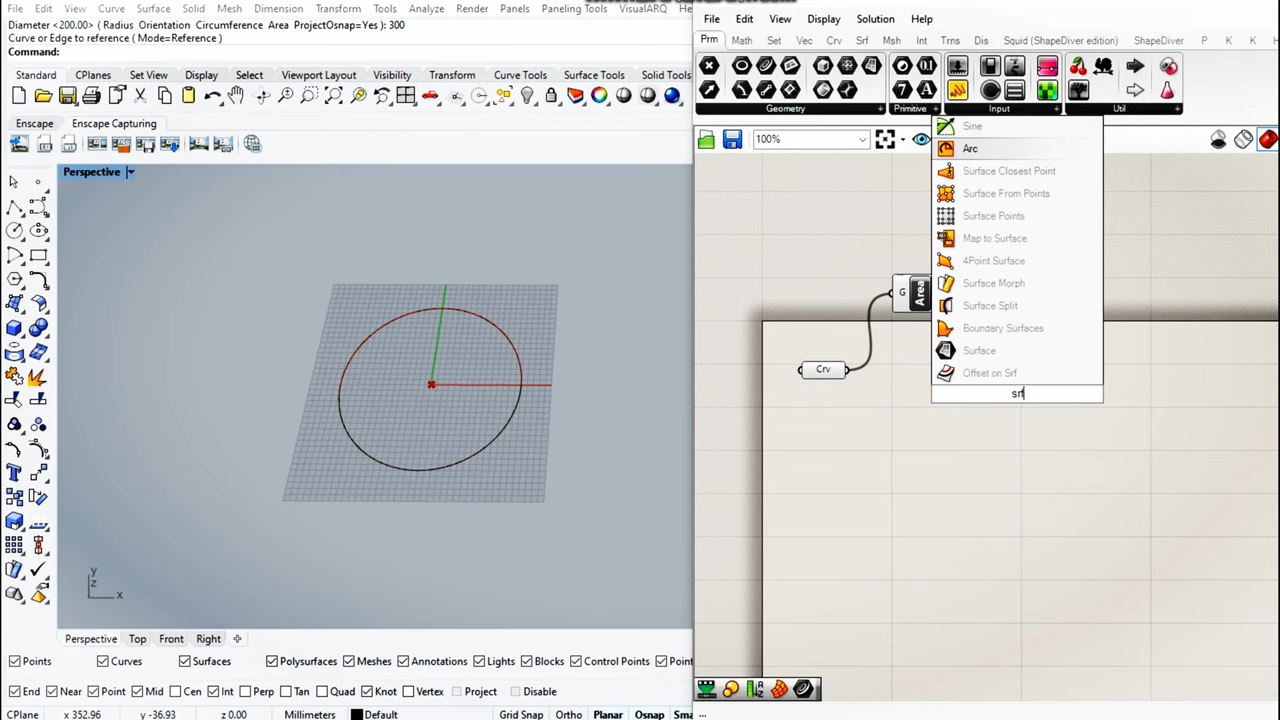 Edit View Curve Surface Solid Mesh Dimension Transform Tools Analyze Render Panels Paneling Tools VisualARQ
Diameter <200.00> ( Radius Orientation Circumference Area ProjectOsnap=Yes ): 300
Curve or Edge to reference ( Mode=Reference )
Command:
Standard CPlanes Set View Display Select Viewport Layout Visibility Transform Curve Tools Surface Tools Solid Tools
Enscape Enscape Capturing
Perspective
y
z
x
Perspective Top Front Right
Points Curves Surfaces Polysurfaces Meshes Annotations Lights Blocks Control Points Point
End Near Point Mid Cen Int Perp Tan Quad Knot Vertex Project Disable
CPlane x 352.96 y -36.93 z 0.00 Millimeters Default Grid Snap Ortho Planar Osnap
File Edit View Display Solution Help
Prm Math Set Vec Crv Srf Msh Int Trns Dis Squid (ShapeDiver edition) ShapeDiver P K K
Geometry Primitive Input Util
100%
Sine
Arc
Surface Closest Point
Surface From Points
Surface Points
Map to Surface
4Point Surface
Surface Morph
Surface Split
Boundary Surfaces
Surface
Offset on Srf
srf
G Area
Crv
...